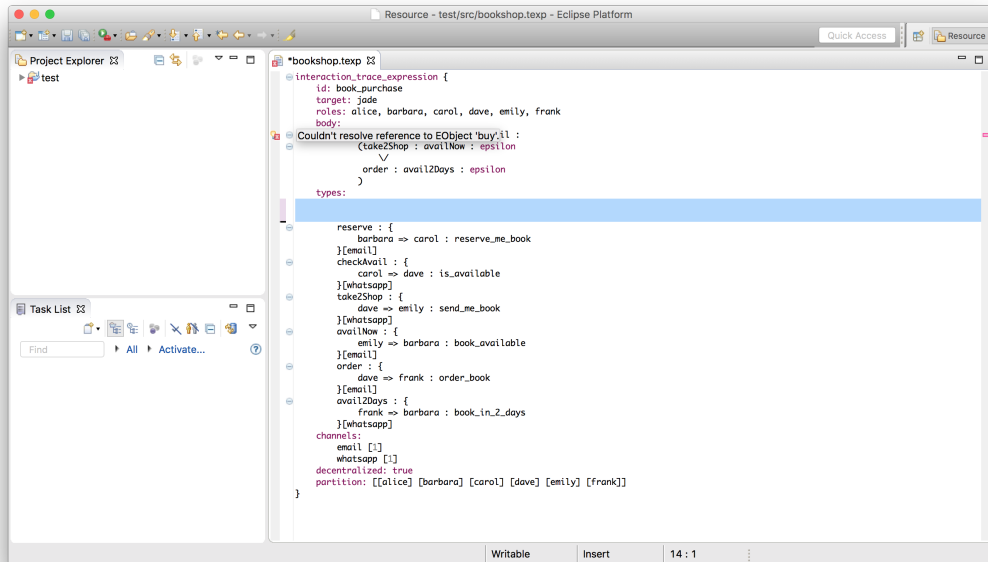 Resource - test/src/bookshop.texp - Eclipse Platform
Quick Access
Resource
Project Explorer
test
Task List
Find
All
Activate...
*bookshop.texp
interaction_trace_expression {
id: book_purchase
target: jade
roles: alice, barbara, carol, dave, emily, frank
body:
Couldn't resolve reference to EObject 'buy'.il :
(take2Shop : availNow : epsilon
\/
order : avail2Days : epsilon
)
types:
reserve : {
barbara => carol : reserve_me_book
}[email]
checkAvail : {
carol => dave : is_available
}[whatsapp]
take2Shop : {
dave => emily : send_me_book
}[whatsapp]
availNow : {
emily => barbara : book_available
}[email]
order : {
dave => frank : order_book
}[email]
avail2Days : {
frank => barbara : book_in_2_days
}[whatsapp]
channels:
email [1]
whatsapp [1]
decentralized: true
partition: [[alice] [barbara] [carol] [dave] [emily] [frank]]
}
Writable
Insert
14 : 1